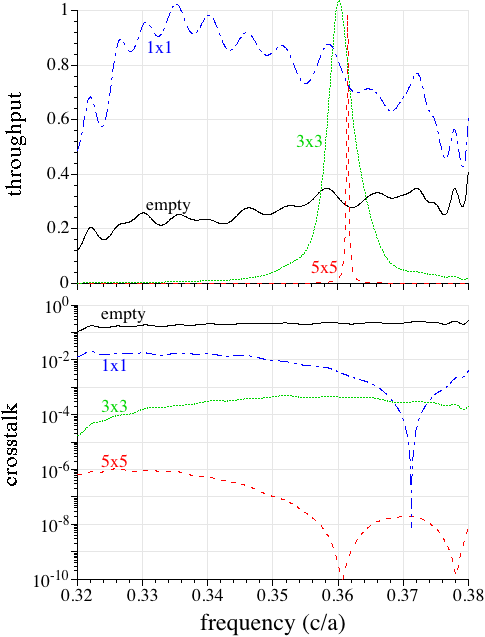 1
1x1
0.8
throughput
0.6
3x3
0.4
empty
0.2
5x5
0
10⁰
empty
10⁻²
1x1
3x3
10⁻⁴
crosstalk
5x5
10⁻⁶
10⁻⁸
10⁻¹⁰
0.32 0.33 0.34 0.35 0.36 0.37 0.38
frequency (c/a)